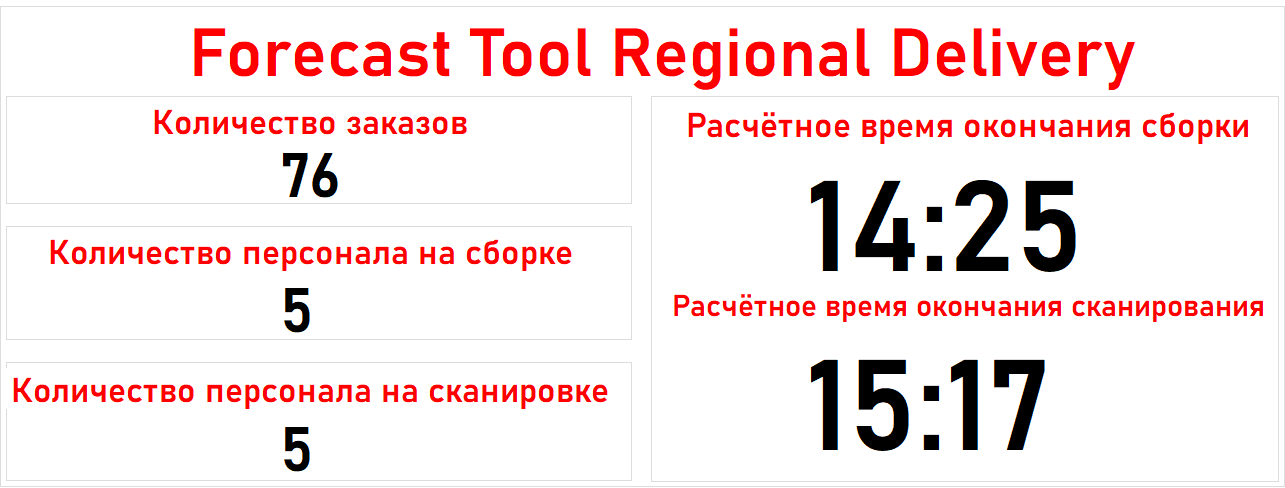 Forecast Tool Regional Delivery
Количество заказов
76
Количество персонала на сборке
5
Количество персонала на сканировке
5
Расчётное время окончания сборки
14:25
Расчётное время окончания сканирования
15:17